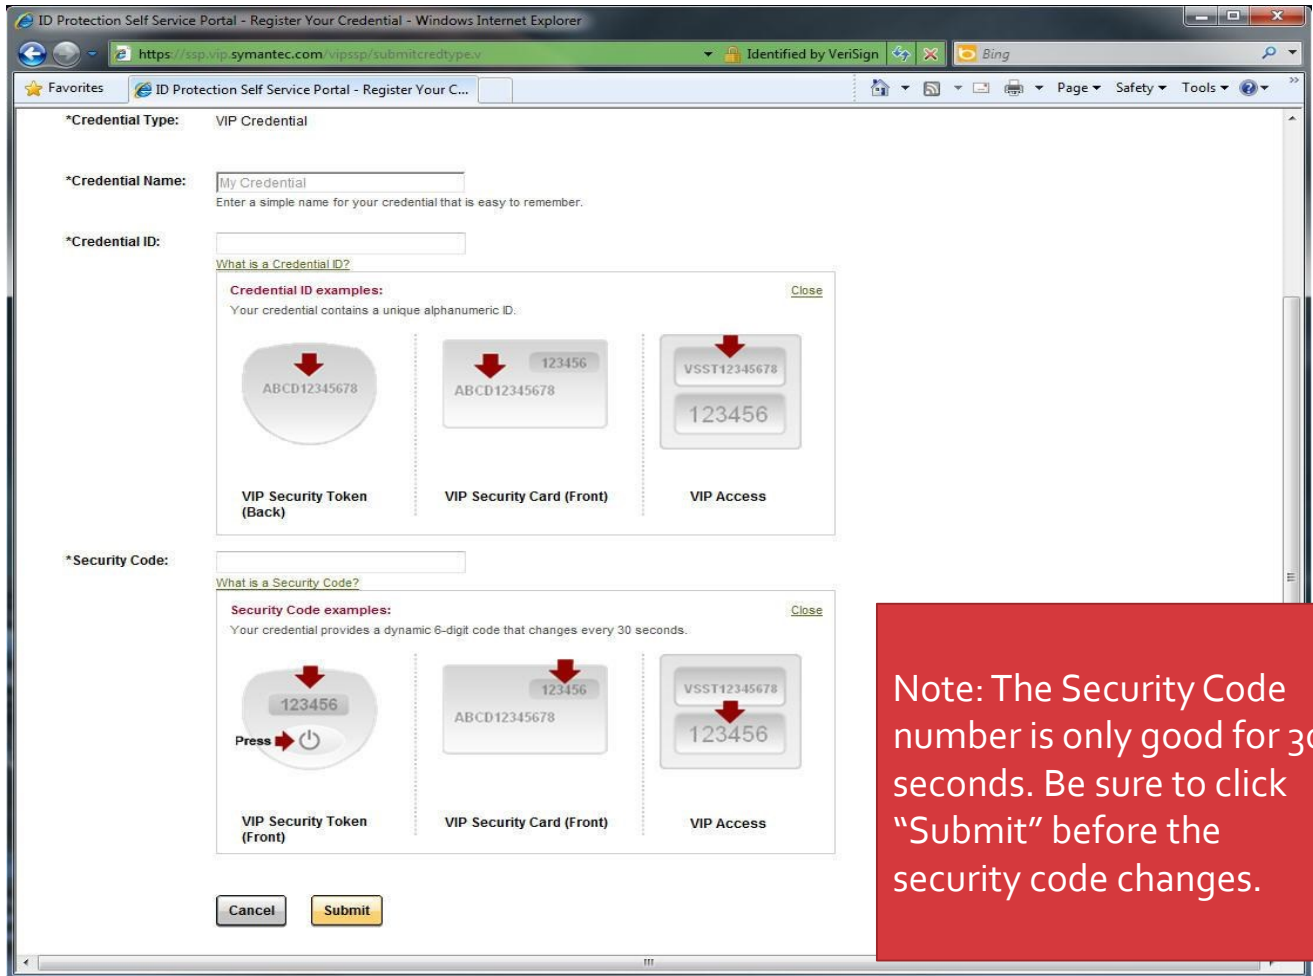 ID Protection Self Service Portal - Register Your Credential - Windows Internet Explorer
https://ssp.vip.symantec.com/vipssp/submitcredtype.v Identified by VeriSign Bing
Favorites ID Protection Self Service Portal - Register Your C... Page Safety Tools
*Credential Type: VIP Credential
*Credential Name: My Credential
Enter a simple name for your credential that is easy to remember.
*Credential ID:
What is a Credential ID?
Credential ID examples: Close
Your credential contains a unique alphanumeric ID.
ABCD12345678
123456
ABCD12345678
VSST12345678
123456
VIP Security Token
(Back)
VIP Security Card (Front)
VIP Access
*Security Code:
What is a Security Code?
Security Code examples: Close
Your credential provides a dynamic 6-digit code that changes every 30 seconds.
123456
Press
123456
ABCD12345678
VSST12345678
123456
VIP Security Token
(Front)
VIP Security Card (Front)
VIP Access
Cancel Submit
Note: The Security Code
number is only good for 30
seconds. Be sure to click
“Submit” before the
security code changes.